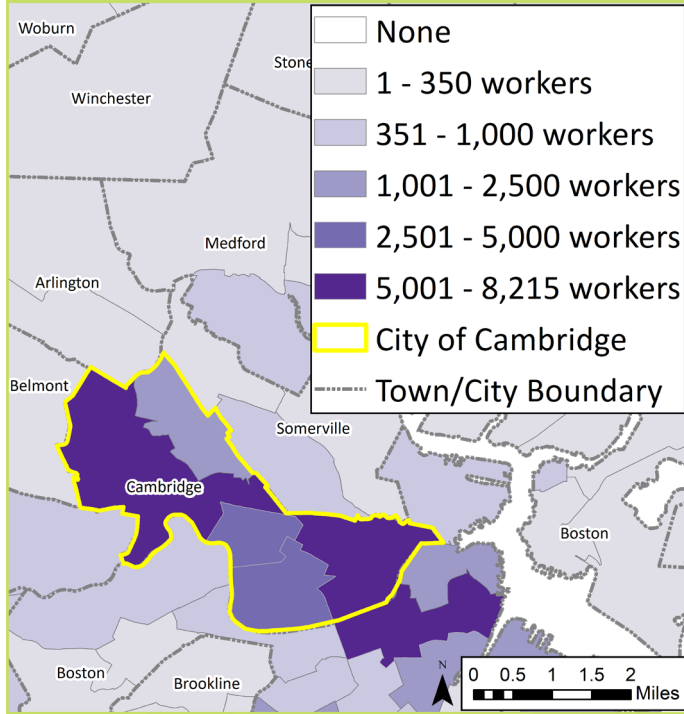 Woburn
Stone
Winchester
Medford
Arlington
Belmont
Somerville
Cambridge
Boston
Boston
Brookline
None
1 - 350 workers
351 - 1,000 workers
1,001 - 2,500 workers
2,501 - 5,000 workers
5,001 - 8,215 workers
City of Cambridge
Town/City Boundary
N
0 0.5 1 1.5 2
Miles